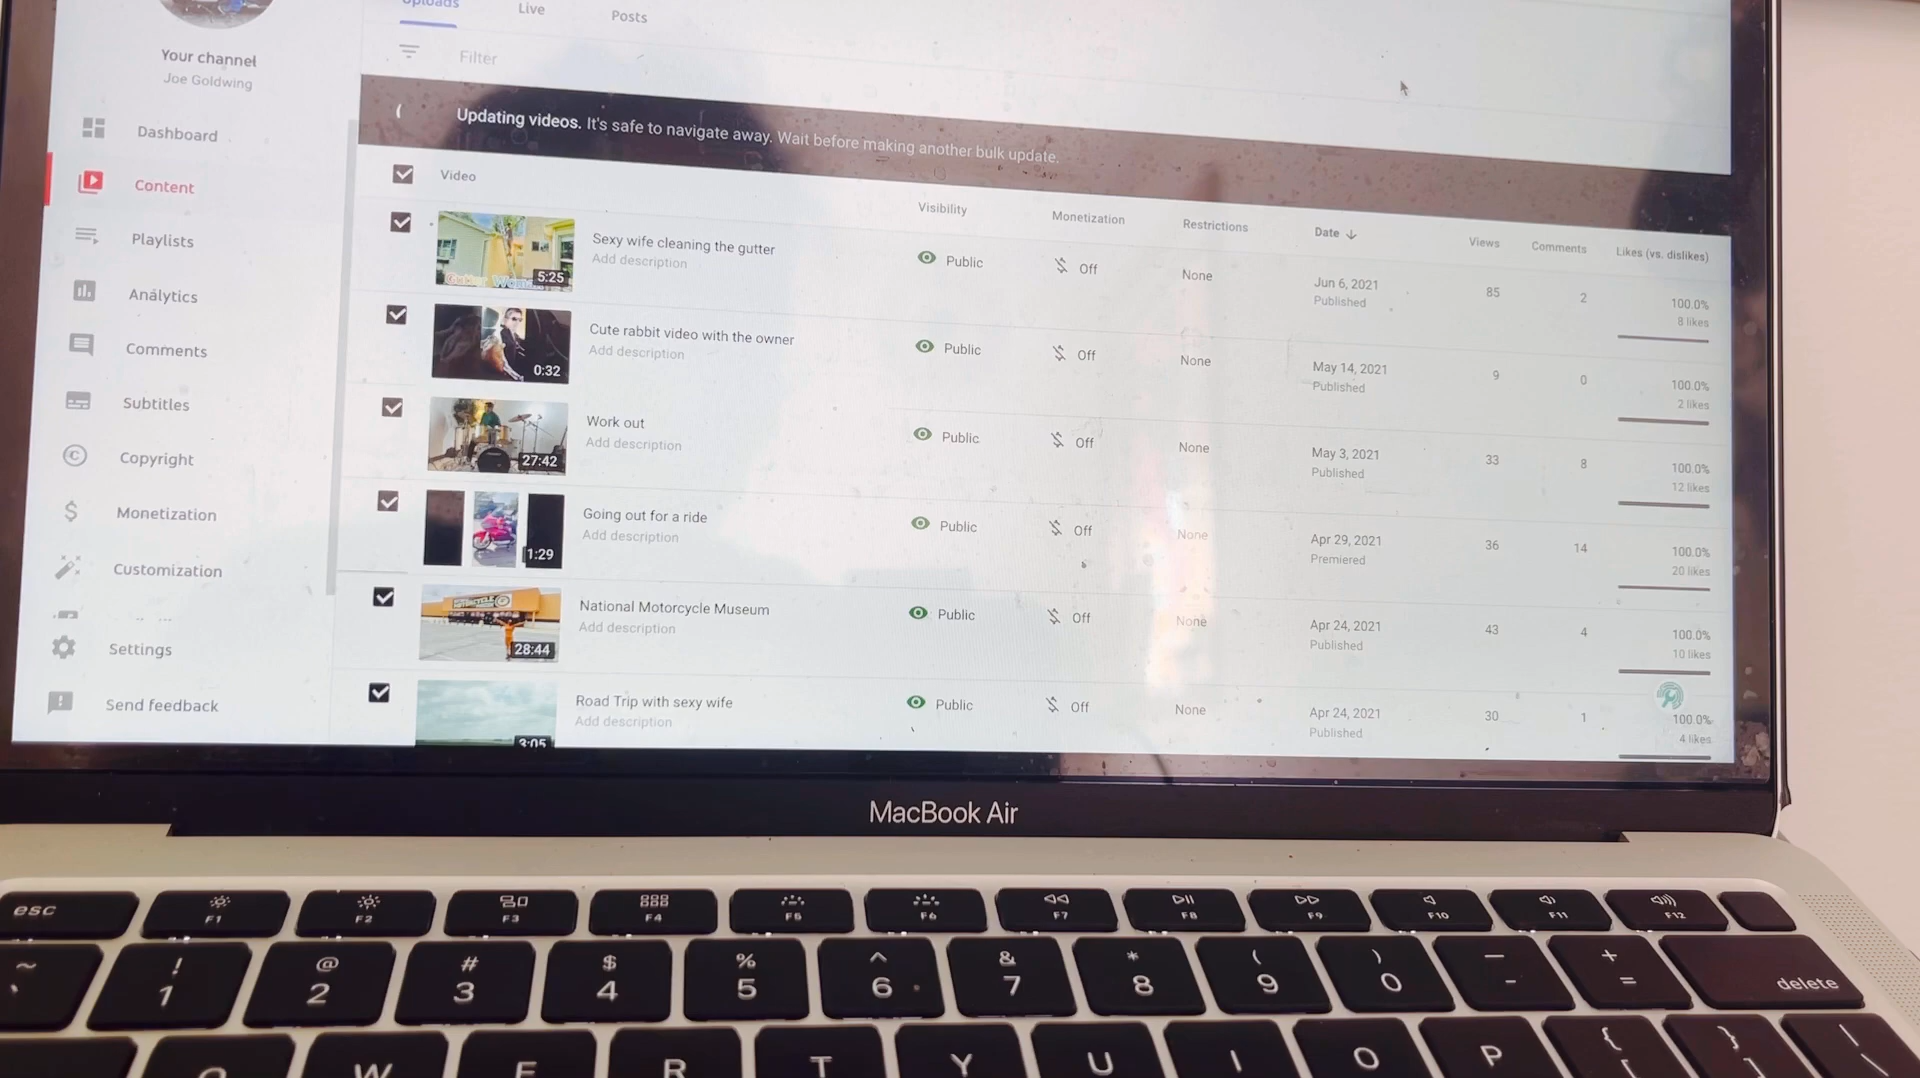 Uploads
Live
Posts
Your channel
Joe Goldwing
Filter
Updating videos. It's safe to navigate away. Wait before making another bulk update.
Dashboard
Content
Playlists
Analytics
Comments
Subtitles
Copyright
Monetization
Customization
Settings
Send feedback
Video
Visibility
Monetization
Restrictions
Date
Views
Comments
Likes (vs. dislikes)
5:25
Sexy wife cleaning the gutter
Add description
Public
Off
None
Jun 6, 2021
Published
85
2
100.0%
8 likes
0:32
Cute rabbit video with the owner
Add description
Public
Off
None
May 14, 2021
Published
9
0
100.0%
2 likes
27:42
Work out
Add description
Public
Off
None
May 3, 2021
Published
33
8
100.0%
12 likes
1:29
Going out for a ride
Add description
Public
Off
None
Apr 29, 2021
Premiered
36
14
100.0%
20 likes
28:44
National Motorcycle Museum
Add description
Public
Off
None
Apr 24, 2021
Published
43
4
100.0%
10 likes
3:05
Road Trip with sexy wife
Add description
Public
Off
None
Apr 24, 2021
Published
30
1
100.0%
4 likes
MacBook Air
esc
F1
F2
F3
F4
F5
F6
F7
F8
F9
F10
F11
F12
~ ! @ # $ % ^ & * ( ) — +
` 1 2 3 4 5 6 7 8 9 0 - = delete
Q W E R T Y U I O P { [ } ] | \